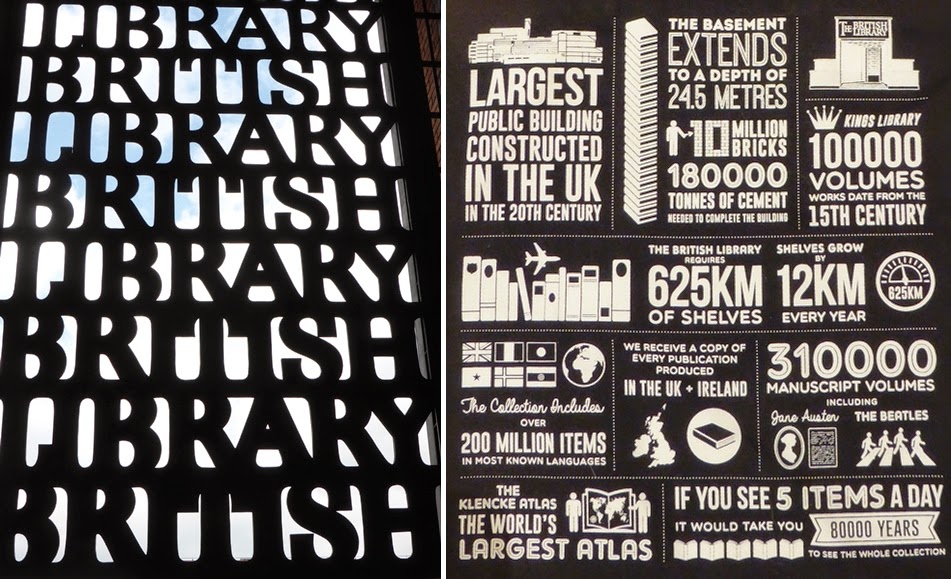 LIBRARY
BRITISH
LIBRARY
BRITISH
LIBRARY
BRITISH
LIBRARY
BRITISH
LARGEST
PUBLIC BUILDING
CONSTRUCTED
IN THE UK
IN THE 20TH CENTURY
THE BASEMENT
EXTENDS
TO A DEPTH OF
24.5 METRES
10 MILLION
BRICKS
180000
TONNES OF CEMENT
NEEDED TO COMPLETE THE BUILDING
THE BRITISH
LIBRARY
KINGS LIBRARY
100000
VOLUMES
WORKS DATE FROM THE
15TH CENTURY
THE BRITISH LIBRARY
REQUIRES
625KM
OF SHELVES
SHELVES GROW
BY
12KM
EVERY YEAR
625KM
The Collection Includes
OVER
200 MILLION ITEMS
IN MOST KNOWN LANGUAGES
WE RECEIVE A COPY OF
EVERY PUBLICATION
PRODUCED
IN THE UK + IRELAND
310000
MANUSCRIPT VOLUMES
INCLUDING
Jane Austen
THE BEATLES
THE
KLENCKE ATLAS
THE WORLD'S
LARGEST ATLAS
IF YOU SEE 5 ITEMS A DAY
IT WOULD TAKE YOU
80000 YEARS
TO SEE THE WHOLE COLLECTION